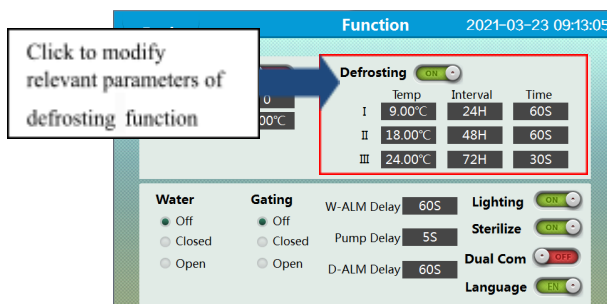 Function 2021-03-23 09:13:05
Click to modify
relevant parameters of
defrosting function
0
00℃
Defrosting ON
Temp Interval Time
I 9.00℃ 24H 60S
II 18.00℃ 48H 60S
III 24.00℃ 72H 30S
Water
Off
Closed
Open
Gating
Off
Closed
Open
W-ALM Delay 60S
Pump Delay 5S
D-ALM Delay 60S
Lighting ON
Sterilize ON
Dual Com OFF
Language EN